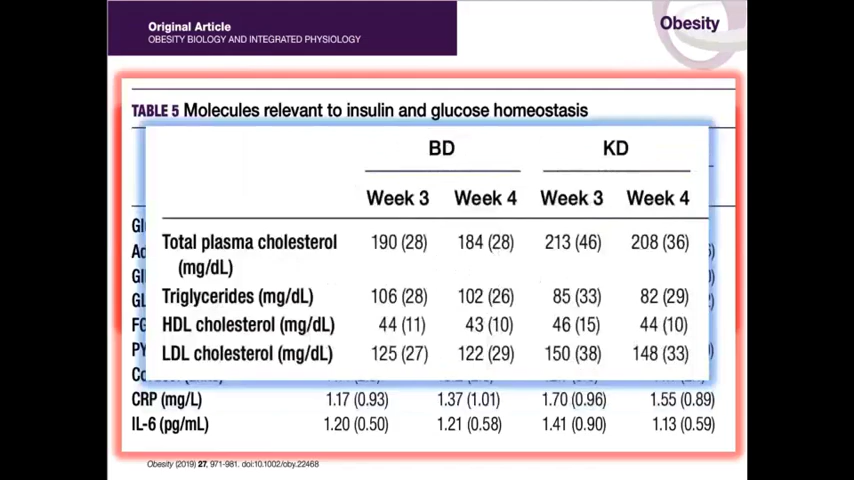 Original Article
OBESITY BIOLOGY AND INTEGRATED PHYSIOLOGY
Obesity
TABLE 5 Molecules relevant to insulin and glucose homeostasis
BD KD
Week 3 Week 4 Week 3 Week 4
Total plasma cholesterol 190 (28) 184 (28) 213 (46) 208 (36)
(mg/dL)
Triglycerides (mg/dL) 106 (28) 102 (26) 85 (33) 82 (29)
HDL cholesterol (mg/dL) 44 (11) 43 (10) 46 (15) 44 (10)
LDL cholesterol (mg/dL) 125 (27) 122 (29) 150 (38) 148 (33)
CRP (mg/L) 1.17 (0.93) 1.37 (1.01) 1.70 (0.96) 1.55 (0.89)
IL-6 (pg/mL) 1.20 (0.50) 1.21 (0.58) 1.41 (0.90) 1.13 (0.59)
Obesity (2019) 27, 971-981. doi:10.1002/oby.22468